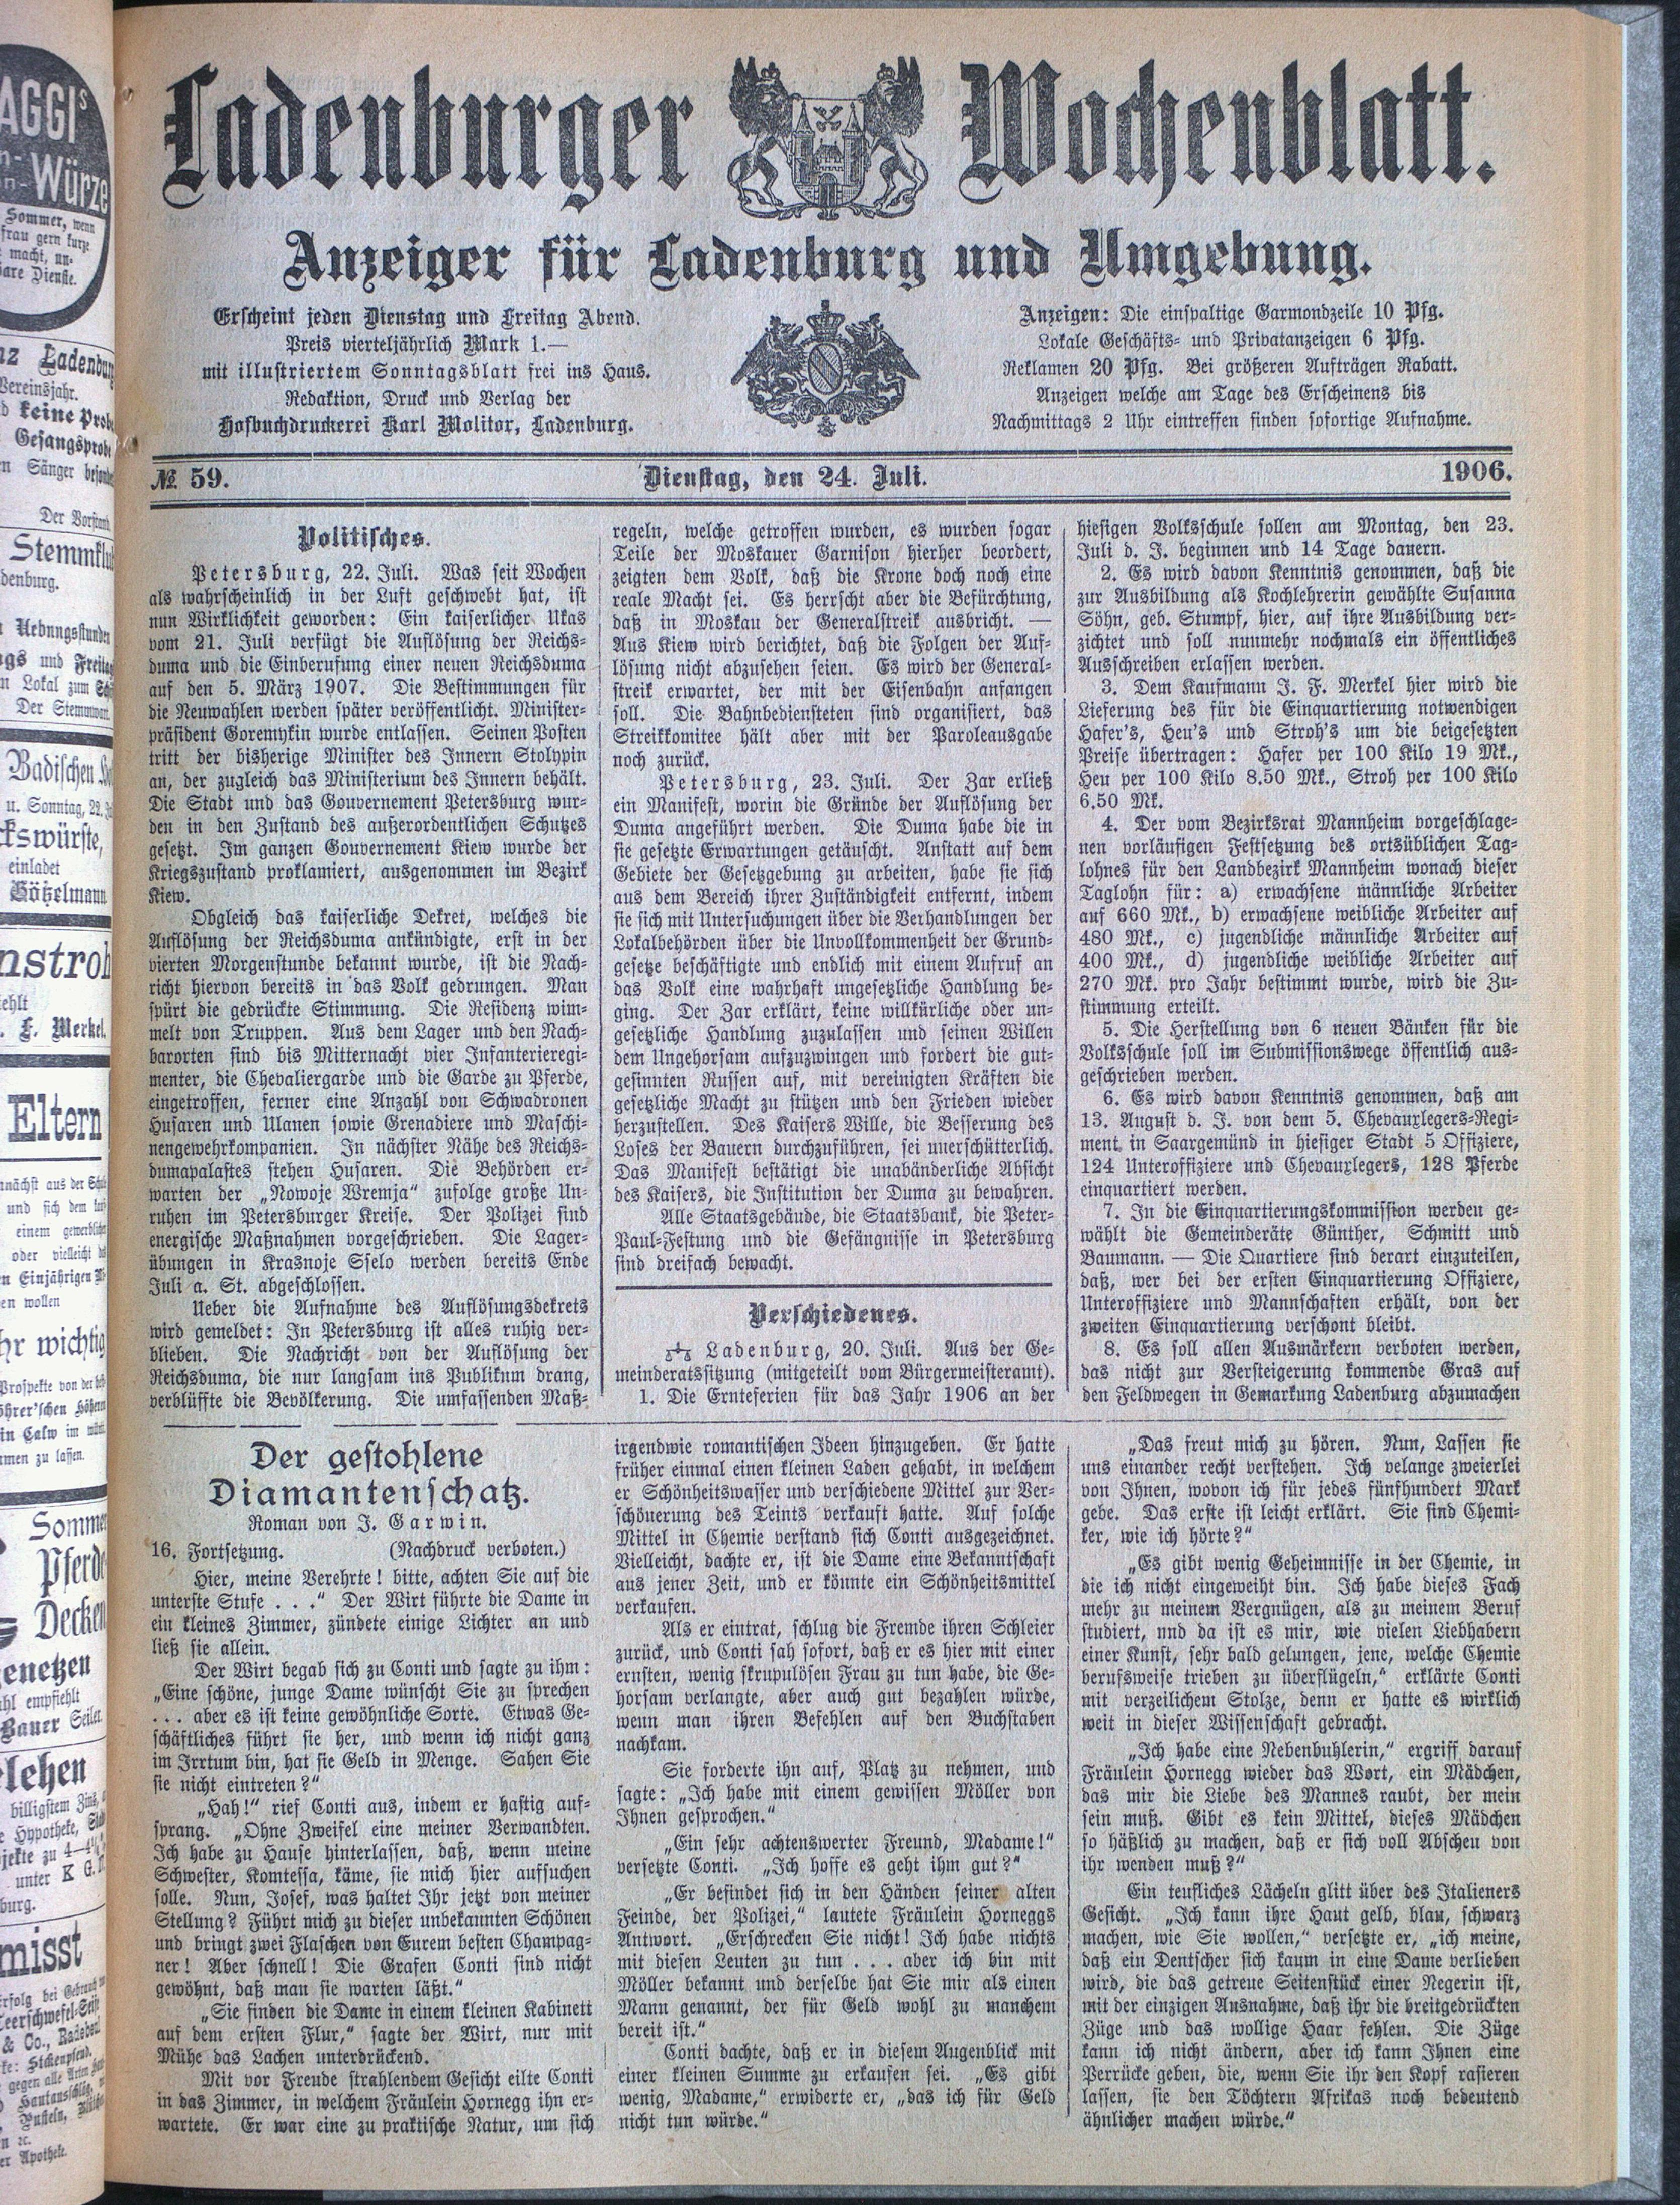 Ladenburger Wochenblatt.
Anzeiger für Ladenburg und Umgebung.
Erscheint jeden Dienstag und Freitag Abend.
Preis vierteljährlich Mark 1.—
mit illustriertem Sonntagsblatt frei ins Haus.
Redaktion, Druck und Verlag der
Hofbuchdruckerei Karl Molitor, Ladenburg.
Anzeigen: Die einspaltige Garmondzeile 10 Pfg.
Lokale Geschäfts- und Privatanzeigen 6 Pfg.
Reklamen 20 Pfg. Bei größeren Aufträgen Rabatt.
Anzeigen welche am Tage des Erscheinens bis
Nachmittags 2 Uhr eintreffen finden sofortige Aufnahme.
№ 59. Dienstag, den 24. Juli. 1906.
Politisches.
Petersburg, 22. Juli. Was seit Wochen
als wahrscheinlich in der Luft geschwebt hat, ist
nun Wirklichkeit geworden: Ein kaiserlicher Ukas
vom 21. Juli verfügt die Auflösung der Reichs-
duma und die Einberufung einer neuen Reichsduma
auf den 5. März 1907. Die Bestimmungen für
die Neuwahlen werden später veröffentlicht. Minister-
präsident Goremykin wurde entlassen. Seinen Posten
tritt der bisherige Minister des Innern Stolypin
an, der zugleich das Ministerium des Innern behält.
Die Stadt und das Gouvernement Petersburg wur-
den in den Zustand des außerordentlichen Schutzes
gesetzt. Im ganzen Gouvernement Kiew wurde der
Kriegszustand proklamiert, ausgenommen im Bezirk
Kiew.
Obgleich das kaiserliche Dekret, welches die
Auflösung der Reichsduma ankündigte, erst in der
vierten Morgenstunde bekannt wurde, ist die Nach-
richt hiervon bereits in das Volk gedrungen. Man
spürt die gedrückte Stimmung. Die Residenz wim-
melt von Truppen. Aus dem Lager und den Nach-
barorten sind bis Mitternacht vier Infanterieregi-
menter, die Chevaliergarde und die Garde zu Pferde,
eingetroffen, ferner eine Anzahl von Schwadronen
Husaren und Ulanen sowie Grenadiere und Maschi-
nengewehrkompanien. In nächster Nähe des Reichs-
dumapalastes stehen Husaren. Die Behörden er-
warten der „Nowoje Wremja“ zufolge große Un-
ruhen im Petersburger Kreise. Der Polizei sind
energische Maßnahmen vorgeschrieben. Die Lager-
übungen in Krasnoje Sselo werden bereits Ende
Juli a. St. abgeschlossen.
Ueber die Aufnahme des Auflösungsdekrets
wird gemeldet: In Petersburg ist alles ruhig ver-
blieben. Die Nachricht von der Auflösung der
Reichsduma, die nur langsam ins Publikum drang,
verblüffte die Bevölkerung. Die umfassenden Maß-
regeln, welche getroffen wurden, es wurden sogar
Teile der Moskauer Garnison hierher beordert,
zeigten dem Volk, daß die Krone doch noch eine
reale Macht sei. Es herrscht aber die Befürchtung,
daß in Moskau der Generalstreik ausbricht. —
Aus Kiew wird berichtet, daß die Folgen der Auf-
lösung nicht abzusehen seien. Es wird der General-
streik erwartet, der mit der Eisenbahn anfangen
soll. Die Bahnbediensteten sind organisiert, das
Streikkomitee hält aber mit der Paroleausgabe
noch zurück.
Petersburg, 23. Juli. Der Zar erließ
ein Manifest, worin die Gründe der Auflösung der
Duma angeführt werden. Die Duma habe die in
sie gesetzte Erwartungen getäuscht. Anstatt auf dem
Gebiete der Gesetzgebung zu arbeiten, habe sie sich
aus dem Bereich ihrer Zuständigkeit entfernt, indem
sie sich mit Untersuchungen über die Verhandlungen der
Lokalbehörden über die Unvollkommenheit der Grund-
gesetze beschäftigte und endlich mit einem Aufruf an
das Volk eine wahrhaft ungesetzliche Handlung be-
ging. Der Zar erklärt, keine willkürliche oder un-
gesetzliche Handlung zuzulassen und seinen Willen
dem Ungehorsam aufzuzwingen und fordert die gut-
gesinnten Russen auf, mit vereinigten Kräften die
gesetzliche Macht zu stützen und den Frieden wieder
herzustellen. Des Kaisers Wille, die Besserung des
Loses der Bauern durchzuführen, sei unerschütterlich.
Das Manifest bestätigt die unabänderliche Absicht
des Kaisers, die Institution der Duma zu bewahren.
Alle Staatsgebäude, die Staatsbank, die Peter-
Paul-Festung und die Gefängnisse in Petersburg
sind dreifach bewacht.
Verschiedenes.
Ladenburg, 20. Juli. Aus der Ge-
meinderatssitzung (mitgeteilt vom Bürgermeisteramt).
1. Die Ernteferien für das Jahr 1906 an der
hiesigen Volksschule sollen am Montag, den 23.
Juli d. J. beginnen und 14 Tage dauern.
2. Es wird davon Kenntnis genommen, daß die
zur Ausbildung als Kochlehrerin gewählte Susanna
Söhn, geb. Stumpf, hier, auf ihre Ausbildung ver-
zichtet und soll nunmehr nochmals ein öffentliches
Ausschreiben erlassen werden.
3. Dem Kaufmann J. F. Merkel hier wird die
Lieferung des für die Einquartierung notwendigen
Hafer's, Heu's und Stroh's um die beigesetzten
Preise übertragen: Hafer per 100 Kilo 19 Mk.,
Heu per 100 Kilo 8.50 Mk., Stroh per 100 Kilo
6.50 Mk.
4. Der vom Bezirksrat Mannheim vorgeschlage-
nen vorläufigen Festsetzung des ortsüblichen Tag-
lohnes für den Landbezirk Mannheim wonach dieser
Taglohn für: a) erwachsene männliche Arbeiter
auf 660 Mk., b) erwachsene weibliche Arbeiter auf
480 Mk., c) jugendliche männliche Arbeiter auf
400 Mk., d) jugendliche weibliche Arbeiter auf
270 Mk. pro Jahr bestimmt wurde, wird die Zu-
stimmung erteilt.
5. Die Herstellung von 6 neuen Bänken für die
Volksschule soll im Submissionswege öffentlich aus-
geschrieben werden.
6. Es wird davon Kenntnis genommen, daß am
13. August d. J. von dem 5. Chevauxlegers-Regi-
ment in Saargemünd in hiesiger Stadt 5 Offiziere,
124 Unteroffiziere und Chevauxlegers, 128 Pferde
einquartiert werden.
7. In die Einquartierungskommission werden ge-
wählt die Gemeinderäte Günther, Schmitt und
Baumann. — Die Quartiere sind derart einzuteilen,
daß, wer bei der ersten Einquartierung Offiziere,
Unteroffiziere und Mannschaften erhält, von der
zweiten Einquartierung verschont bleibt.
8. Es soll allen Ausmärkern verboten werden,
das nicht zur Versteigerung kommende Gras auf
den Feldwegen in Gemarkung Ladenburg abzumachen
Der gestohlene
Diamantenschatz.
Roman von J. Garwin.
16. Fortsetzung. (Nachdruck verboten.)
Hier, meine Verehrte! bitte, achten Sie auf die
unterste Stufe . . .“ Der Wirt führte die Dame in
ein kleines Zimmer, zündete einige Lichter an und
ließ sie allein.
Der Wirt begab sich zu Conti und sagte zu ihm:
„Eine schöne, junge Dame wünscht Sie zu sprechen
. . . aber es ist keine gewöhnliche Sorte. Etwas Ge-
schäftliches führt sie her, und wenn ich nicht ganz
im Irrtum bin, hat sie Geld in Menge. Sahen Sie
sie nicht eintreten?“
„Hah!“ rief Conti aus, indem er hastig auf-
sprang. „Ohne Zweifel eine meiner Verwandten.
Ich habe zu Hause hinterlassen, daß, wenn meine
Schwester, Komtessa, käme, sie mich hier aufsuchen
solle. Nun, Josef, was haltet Ihr jetzt von meiner
Stellung? Führt mich zu dieser unbekannten Schönen
und bringt zwei Flaschen von Eurem besten Champag-
ner! Aber schnell! Die Grafen Conti sind nicht
gewöhnt, daß man sie warten läßt.“
„Sie finden die Dame in einem kleinen Kabinett
auf dem ersten Flur,“ sagte der Wirt, nur mit
Mühe das Lachen unterdrückend.
Mit vor Freude strahlendem Gesicht eilte Conti
in das Zimmer, in welchem Fräulein Hornegg ihn er-
wartete. Er war eine zu praktische Natur, um sich
irgendwie romantischen Ideen hinzugeben. Er hatte
früher einmal einen kleinen Laden gehabt, in welchem
er Schönheitswasser und verschiedene Mittel zur Ver-
schönerung des Teints verkauft hatte. Auf solche
Mittel in Chemie verstand sich Conti ausgezeichnet.
Vielleicht, dachte er, ist die Dame eine Bekanntschaft
aus jener Zeit, und er könnte ein Schönheitsmittel
verkaufen.
Als er eintrat, schlug die Fremde ihren Schleier
zurück, und Conti sah sofort, daß er es hier mit einer
ernsten, wenig skrupulösen Frau zu tun habe, die Ge-
horsam verlangte, aber auch gut bezahlen würde,
wenn man ihren Befehlen auf den Buchstaben
nachkam.
Sie forderte ihn auf, Platz zu nehmen, und
sagte: „Ich habe mit einem gewissen Möller von
Ihnen gesprochen.“
„Ein sehr achtenswerter Freund, Madame!“
versetzte Conti. „Ich hoffe es geht ihm gut?“
„Er befindet sich in den Händen seiner alten
Feinde, der Polizei,“ lautete Fräulein Horneggs
Antwort. „Erschrecken Sie nicht! Ich habe nichts
mit diesen Leuten zu tun . . . aber ich bin mit
Möller bekannt und derselbe hat Sie mir als einen
Mann genannt, der für Geld wohl zu manchem
bereit ist.“
Conti dachte, daß er in diesem Augenblick mit
einer kleinen Summe zu erkaufen sei. „Es gibt
wenig, Madame,“ erwiderte er, „das ich für Geld
nicht tun würde.“
„Das freut mich zu hören. Nun, Lassen sie
uns einander recht verstehen. Ich velange zweierlei
von Ihnen, wovon ich für jedes fünfhundert Mark
gebe. Das erste ist leicht erklärt. Sie sind Chemi-
ker, wie ich hörte?“
„Es gibt wenig Geheimnisse in der Chemie, in
die ich nicht eingeweiht bin. Ich habe dieses Fach
mehr zu meinem Vergnügen, als zu meinem Beruf
studiert, und da ist es mir, wie vielen Liebhabern
einer Kunst, sehr bald gelungen, jene, welche Chemie
berufsweise trieben zu überflügeln,“ erklärte Conti
mit verzeilichem Stolze, denn er hatte es wirklich
weit in dieser Wissenschaft gebracht.
„Ich habe eine Nebenbuhlerin,“ ergriff darauf
Fräulein Hornegg wieder das Wort, ein Mädchen,
das mir die Liebe des Mannes raubt, der mein
sein muß. Gibt es kein Mittel, dieses Mädchen
so häßlich zu machen, daß er sich voll Abscheu von
ihr wenden muß?“
Ein teufliches Lächeln glitt über des Italieners
Gesicht. „Ich kann ihre Haut gelb, blau, schwarz
machen, wie Sie wollen,“ versetzte er, „ich meine,
daß ein Dentscher sich kaum in eine Dame verlieben
wird, die das getreue Seitenstück einer Negerin ist,
mit der einzigen Ausnahme, daß ihr die breitgedrückten
Züge und das wollige Haar fehlen. Die Züge
kann ich nicht ändern, aber ich kann Ihnen eine
Perrücke geben, die, wenn Sie ihr den Kopf rasieren
lassen, sie den Töchtern Afrikas noch bedeutend
ähnlicher machen würde.“